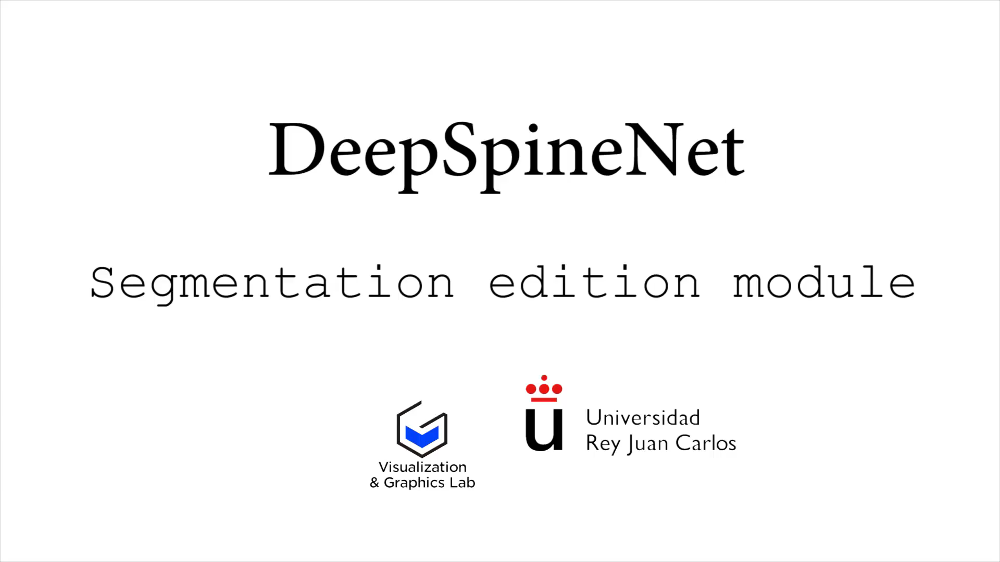 DeepSpineNet
Segmentation edition module
Visualization
& Graphics Lab
u
Universidad
Rey Juan Carlos